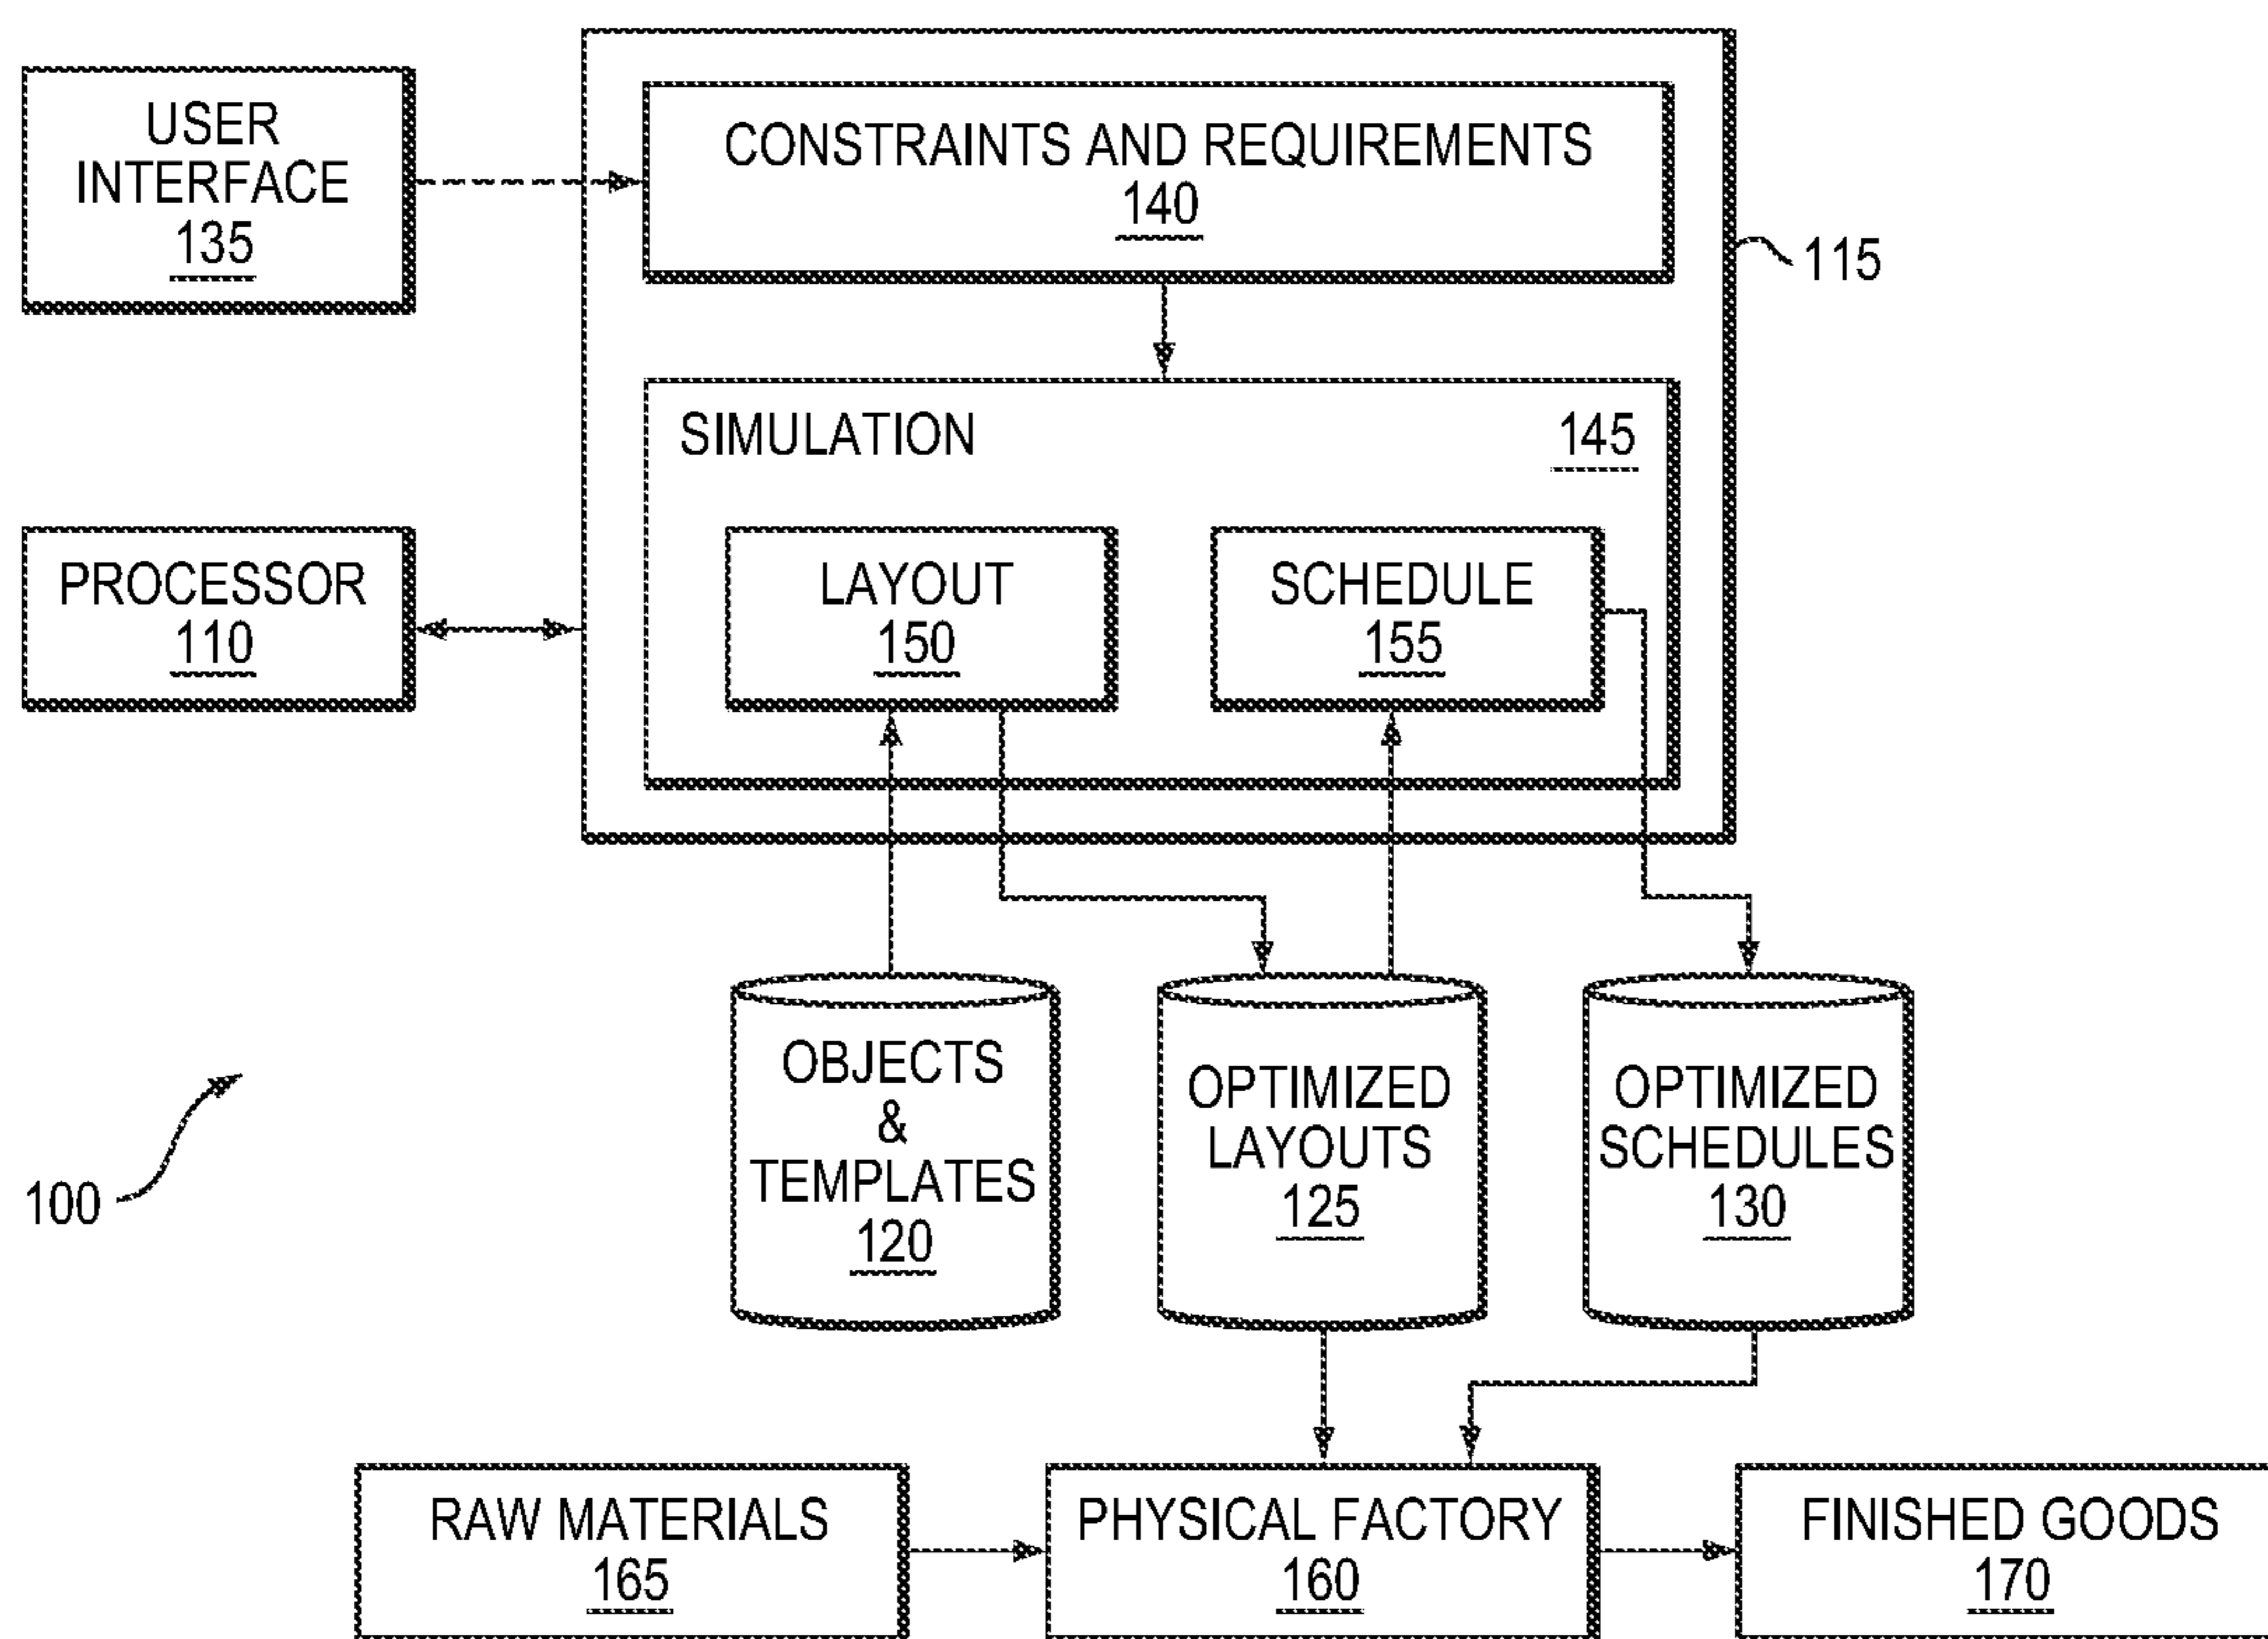 USER
INTERFACE
135
CONSTRAINTS AND REQUIREMENTS
140
115
SIMULATION
145
PROCESSOR
110
LAYOUT
150
SCHEDULE
155
OBJECTS
&
TEMPLATES
120
OPTIMIZED
LAYOUTS
125
OPTIMIZED
SCHEDULES
130
100
RAW MATERIALS
165
PHYSICAL FACTORY
160
FINISHED GOODS
170